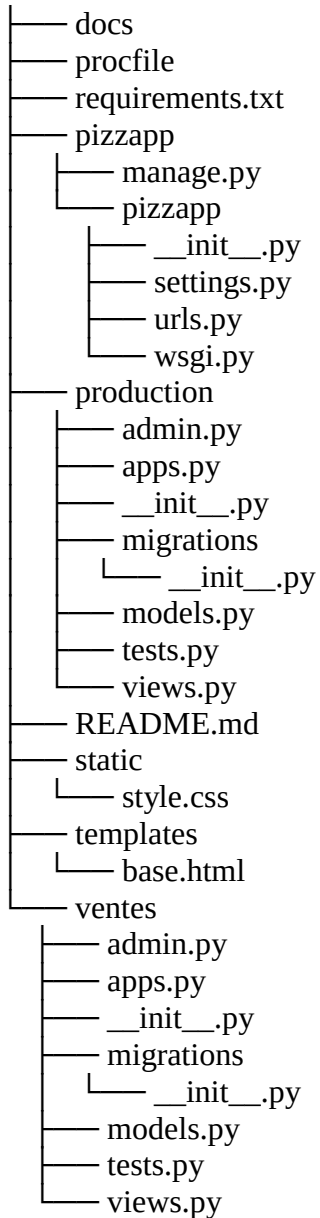 docs
procfile
requirements.txt
pizzapp
manage.py
pizzapp
__init__.py
settings.py
urls.py
wsgi.py
production
admin.py
apps.py
__init__.py
migrations
__init__.py
models.py
tests.py
views.py
README.md
static
style.css
templates
base.html
ventes
admin.py
apps.py
__init__.py
migrations
__init__.py
models.py
tests.py
views.py